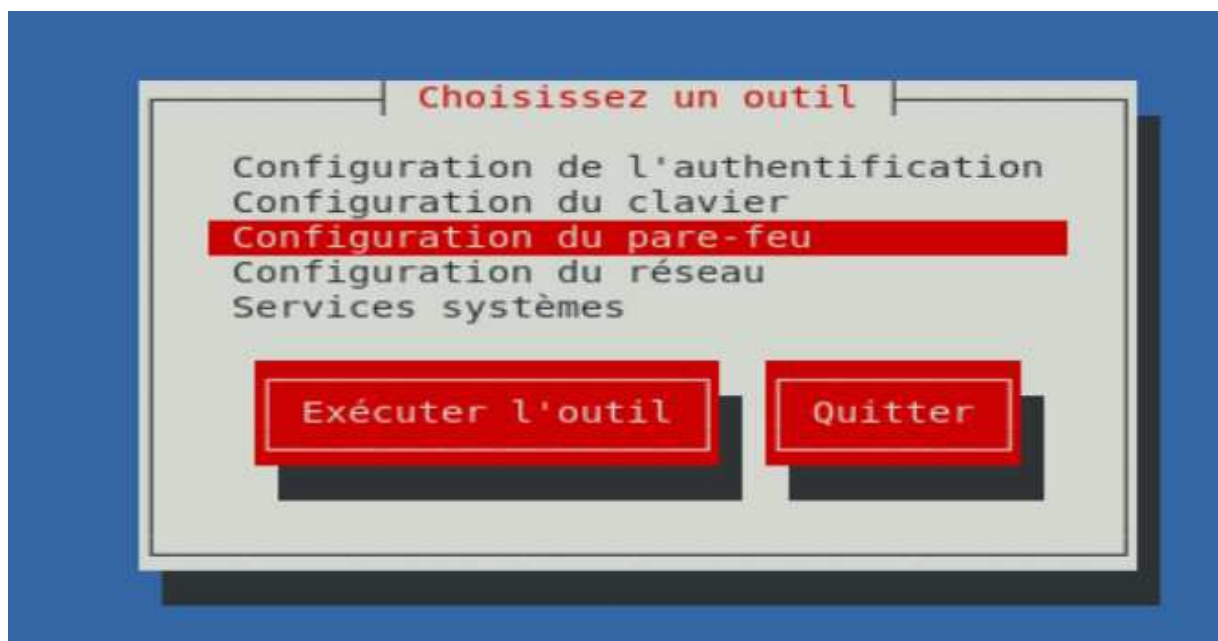 Choisissez un outil
Configuration de l'authentification
Configuration du clavier
Configuration du pare-feu
Configuration du réseau
Services systèmes
Exécuter l'outil Quitter